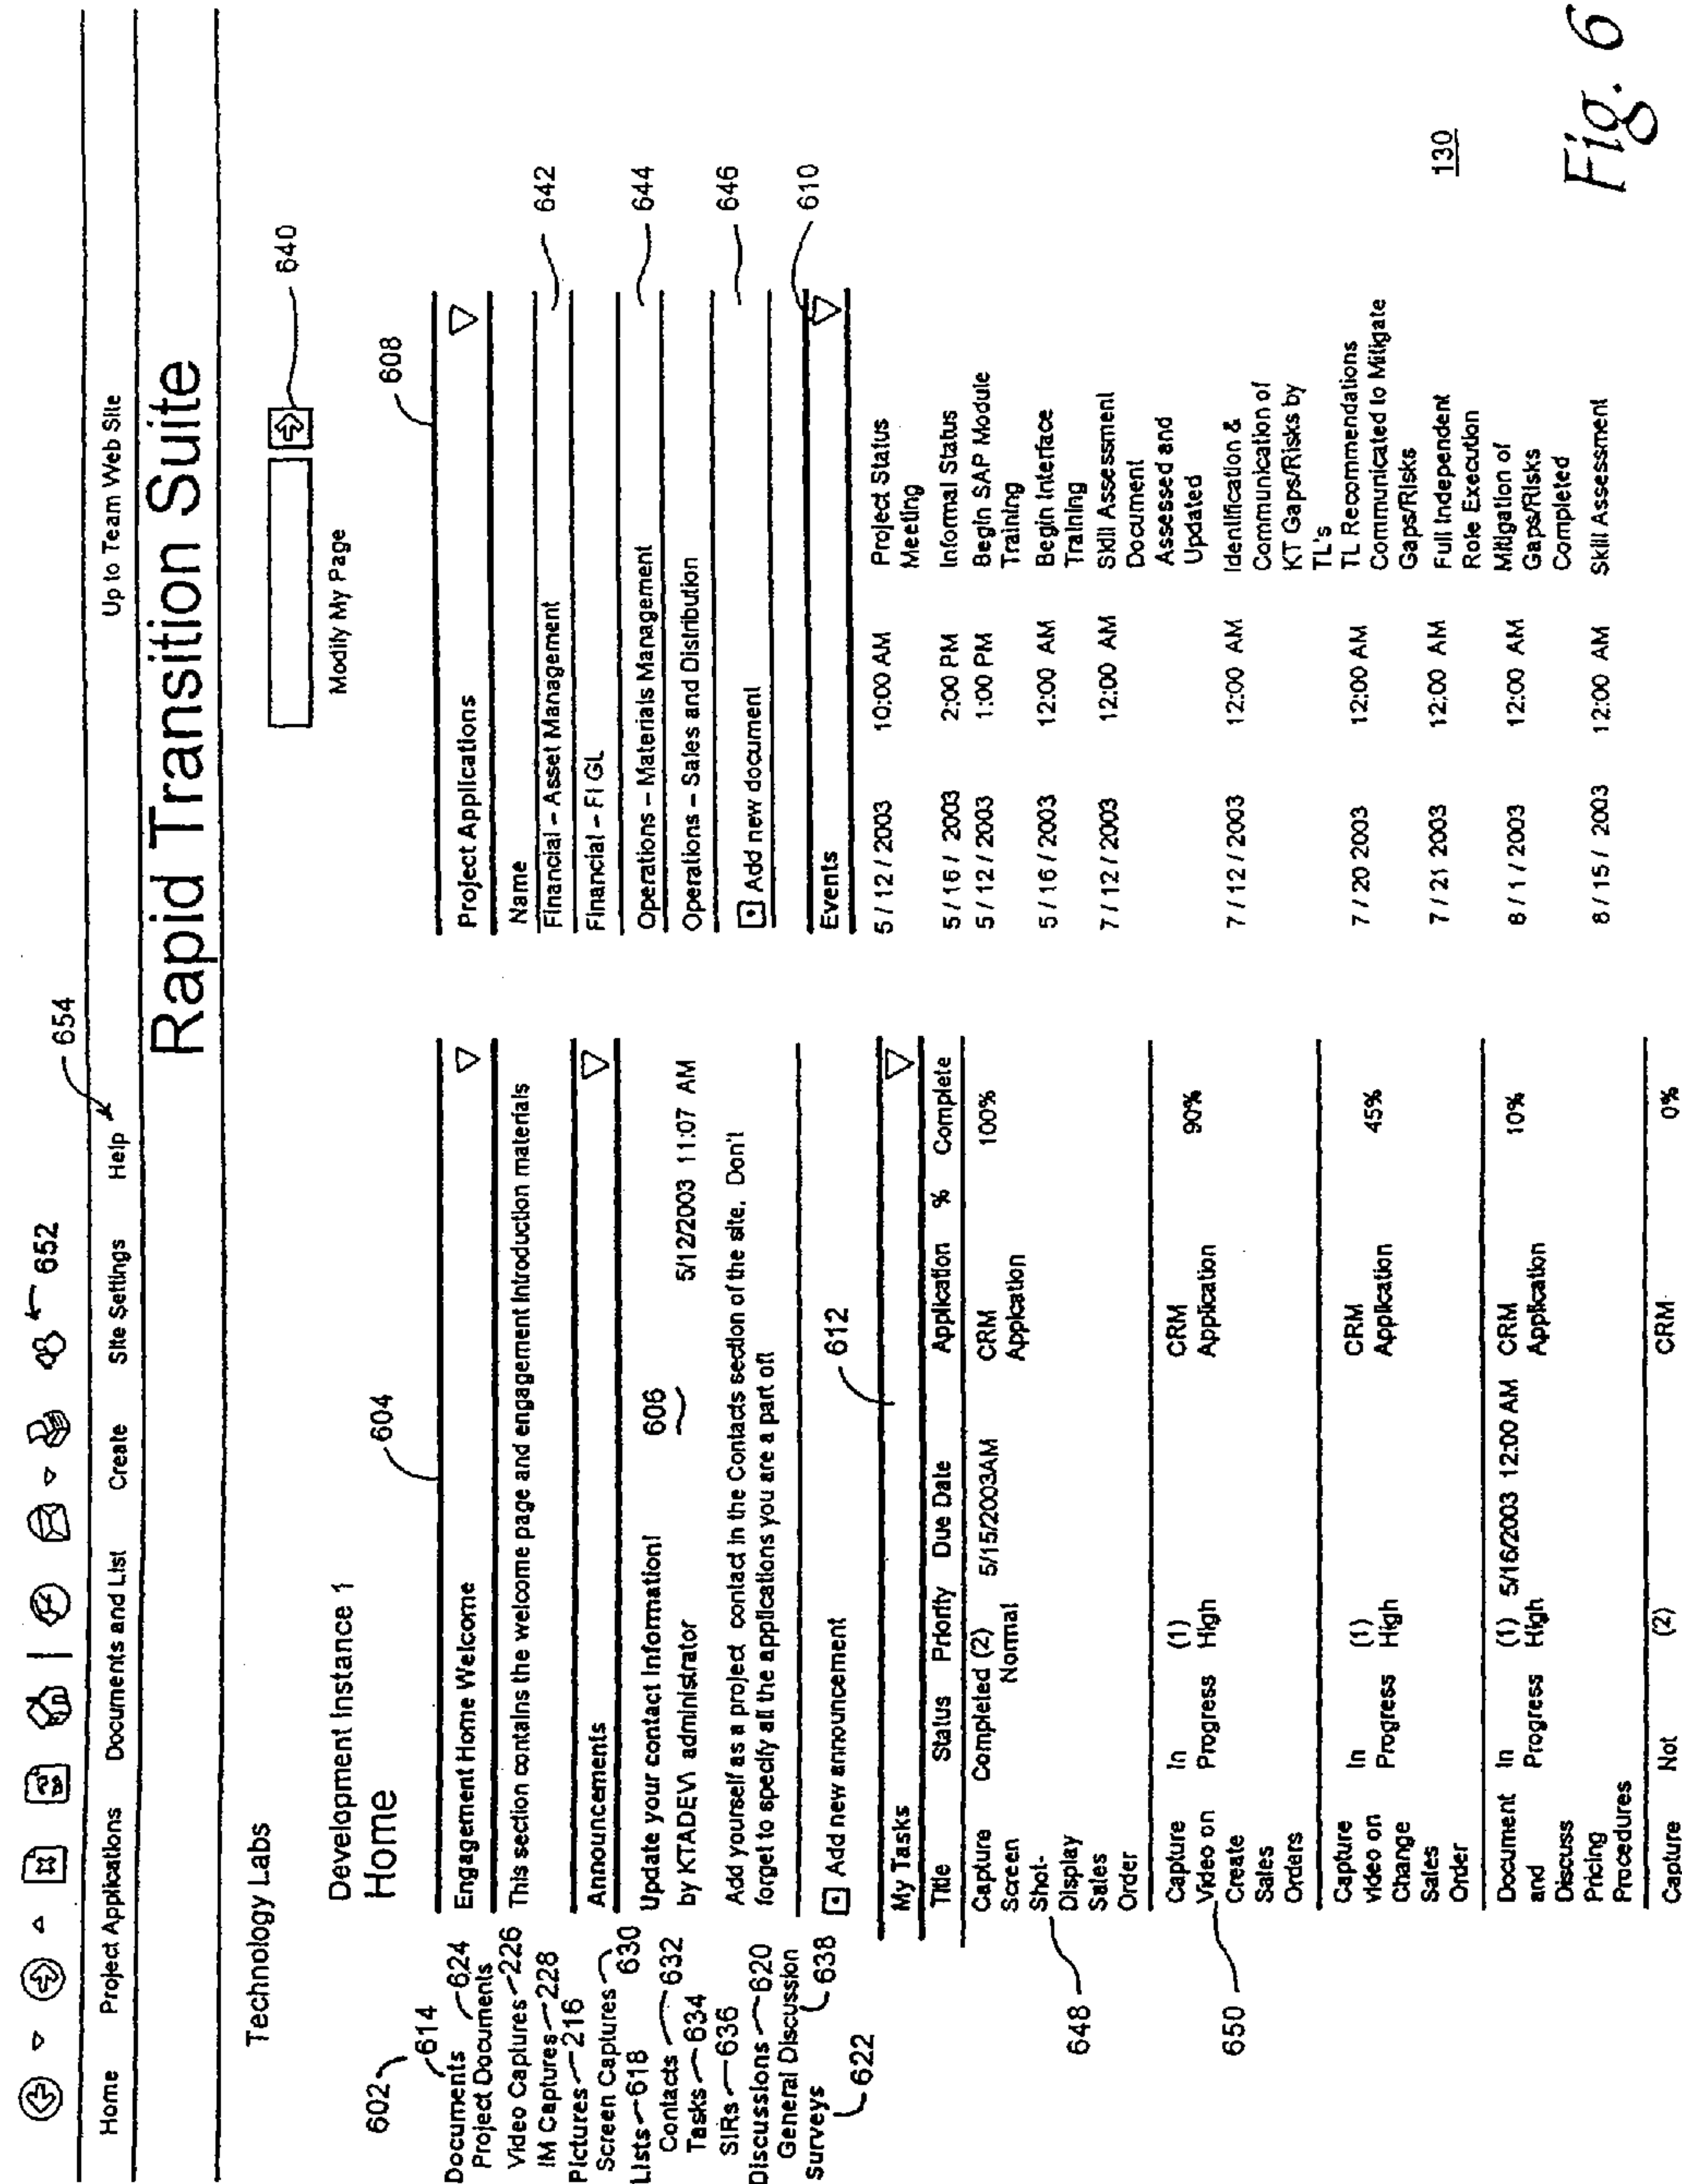 652
654
Home Project Applications Documents and List Create Site Settings Help Up to Team Web Site
Rapid Transition Suite
Technology Labs
640
Modify My Page
Development Instance 1
Home
602
614
Documents
624
Project Documents
Video Captures 226
IM Captures 228
Pictures 216
Screen Captures 630
Lists 618
Contacts 632
Tasks 634
SIRs 636
Discussions 620
General Discussion
638
Surveys
622
604
Engagement Home Welcome
This section contains the welcome page and engagement introduction materials
Announcements
Update your contact Information!
606
by KTADEV\ administrator 5/12/2003 11:07 AM
Add yourself as a project contact in the Contacts section of the site. Don't
forget to specify all the applications you are a part of!
Add new announcement
612
My Tasks
Title Status Priority Due Date Application % Complete
Capture Completed (2) 5/15/2003AM CRM 100%
Screen Normal Application
Shot-
Display
Sales
Order
648
Capture In (1) CRM 90%
Video on Progress High Application
Create
Sales
Orders
650
Capture In (1) CRM 45%
video on Progress High Application
Change
Sales
Order
Document In (1) 5/16/2003 12:00 AM CRM 10%
and Progress High Application
Discuss
Pricing
Procedures
Capture Not (2) CRM 0%
608
Project Applications
Name
Financial – Asset Management
642
Financial – FI GL
Operations – Materials Management
644
Operations – Sales and Distribution
646
Add new document
610
Events
5 / 12 / 2003 10:00 AM Project Status
Meeting
5 / 16 / 2003 2:00 PM Informal Status
5 / 12 / 2003 1:00 PM Begin SAP Module
Training
5 / 16 / 2003 12:00 AM Begin Interface
Training
7 / 12 / 2003 12:00 AM Skill Assessment
Document
Assessed and
Updated
7 / 12 / 2003 12:00 AM Identification &
Communication of
KT Gaps/Risks by
TL's
7 / 20 2003 12:00 AM TL Recommendations
Communicated to Mitigate
Gaps/Risks
7 / 21 2003 12:00 AM Full Independent
Role Execution
8 / 1 / 2003 12:00 AM Mitigation of
Gaps/Risks
Completed
8 / 15 / 2003 12:00 AM Skill Assessment
130
Fig. 6